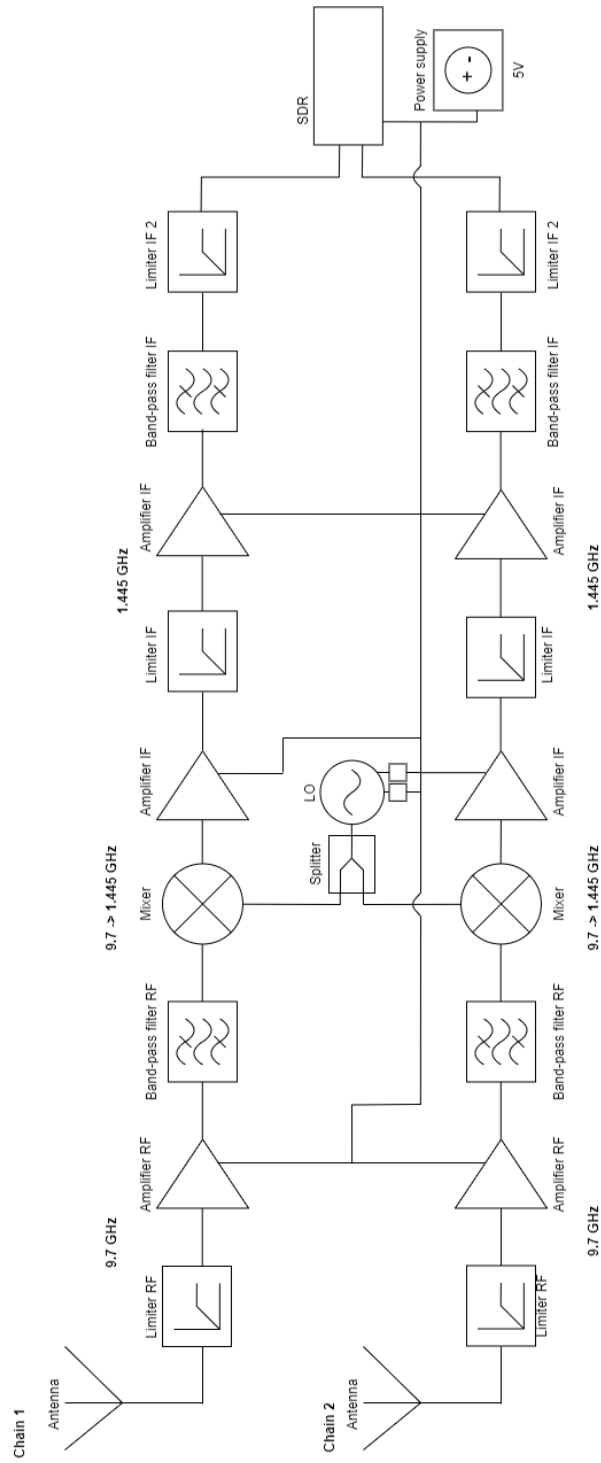 Chain 1
Antenna
Limiter RF
9.7 GHz
Amplifier RF
Band-pass filter RF
9.7 -> 1.445 GHz
Mixer
Amplifier IF
Limiter IF
1.445 GHz
Amplifier IF
Band-pass filter IF
Limiter IF 2
SDR
Splitter
LO
Power supply
+ -
5V
Chain 2
Antenna
Limiter RF
9.7 GHz
Amplifier RF
Band-pass filter RF
9.7 -> 1.445 GHz
Mixer
Amplifier IF
Limiter IF
1.445 GHz
Amplifier IF
Band-pass filter IF
Limiter IF 2